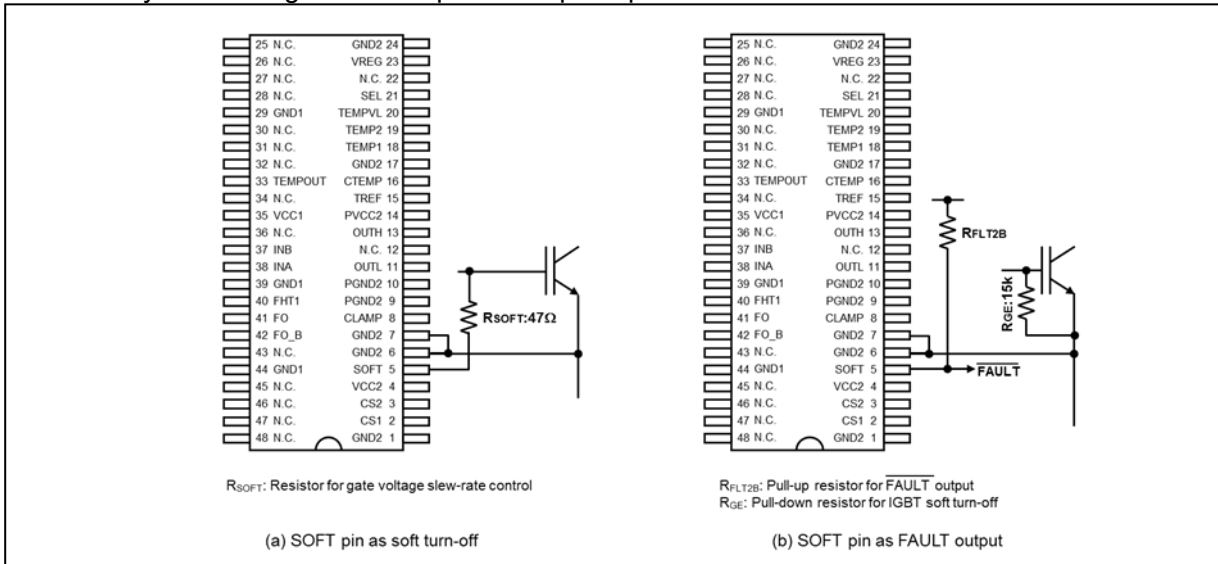 25 N.C. GND2 24
26 N.C. VREG 23
27 N.C. N.C. 22
28 N.C. SEL 21
29 GND1 TEMPVL 20
30 N.C. TEMP2 19
31 N.C. TEMP1 18
32 N.C. GND2 17
33 TEMPOUT CTEMP 16
34 N.C. TREF 15
35 VCC1 PVCC2 14
36 N.C. OUTH 13
37 INB N.C. 12
38 INA OUTL 11
39 GND1 PGND2 10
40 FHT1 PGND2 9
41 FO CLAMP 8
42 FO_B GND2 7
43 N.C. GND2 6
44 GND1 SOFT 5
45 N.C. VCC2 4
46 N.C. CS2 3
47 N.C. CS1 2
48 N.C. GND2 1
RSOFT:47Ω
RSOFT: Resistor for gate voltage slew-rate control
(a) SOFT pin as soft turn-off
25 N.C. GND2 24
26 N.C. VREG 23
27 N.C. N.C. 22
28 N.C. SEL 21
29 GND1 TEMPVL 20
30 N.C. TEMP2 19
31 N.C. TEMP1 18
32 N.C. GND2 17
33 TEMPOUT CTEMP 16
34 N.C. TREF 15
35 VCC1 PVCC2 14
36 N.C. OUTH 13
37 INB N.C. 12
38 INA OUTL 11
39 GND1 PGND2 10
40 FHT1 PGND2 9
41 FO CLAMP 8
42 FO_B GND2 7
43 N.C. GND2 6
44 GND1 SOFT 5
45 N.C. VCC2 4
46 N.C. CS2 3
47 N.C. CS1 2
48 N.C. GND2 1
RFLT2B
RGE:15k
FAULT
RFLT2B: Pull-up resistor for FAULT output
RGE: Pull-down resistor for IGBT soft turn-off
(b) SOFT pin as FAULT output